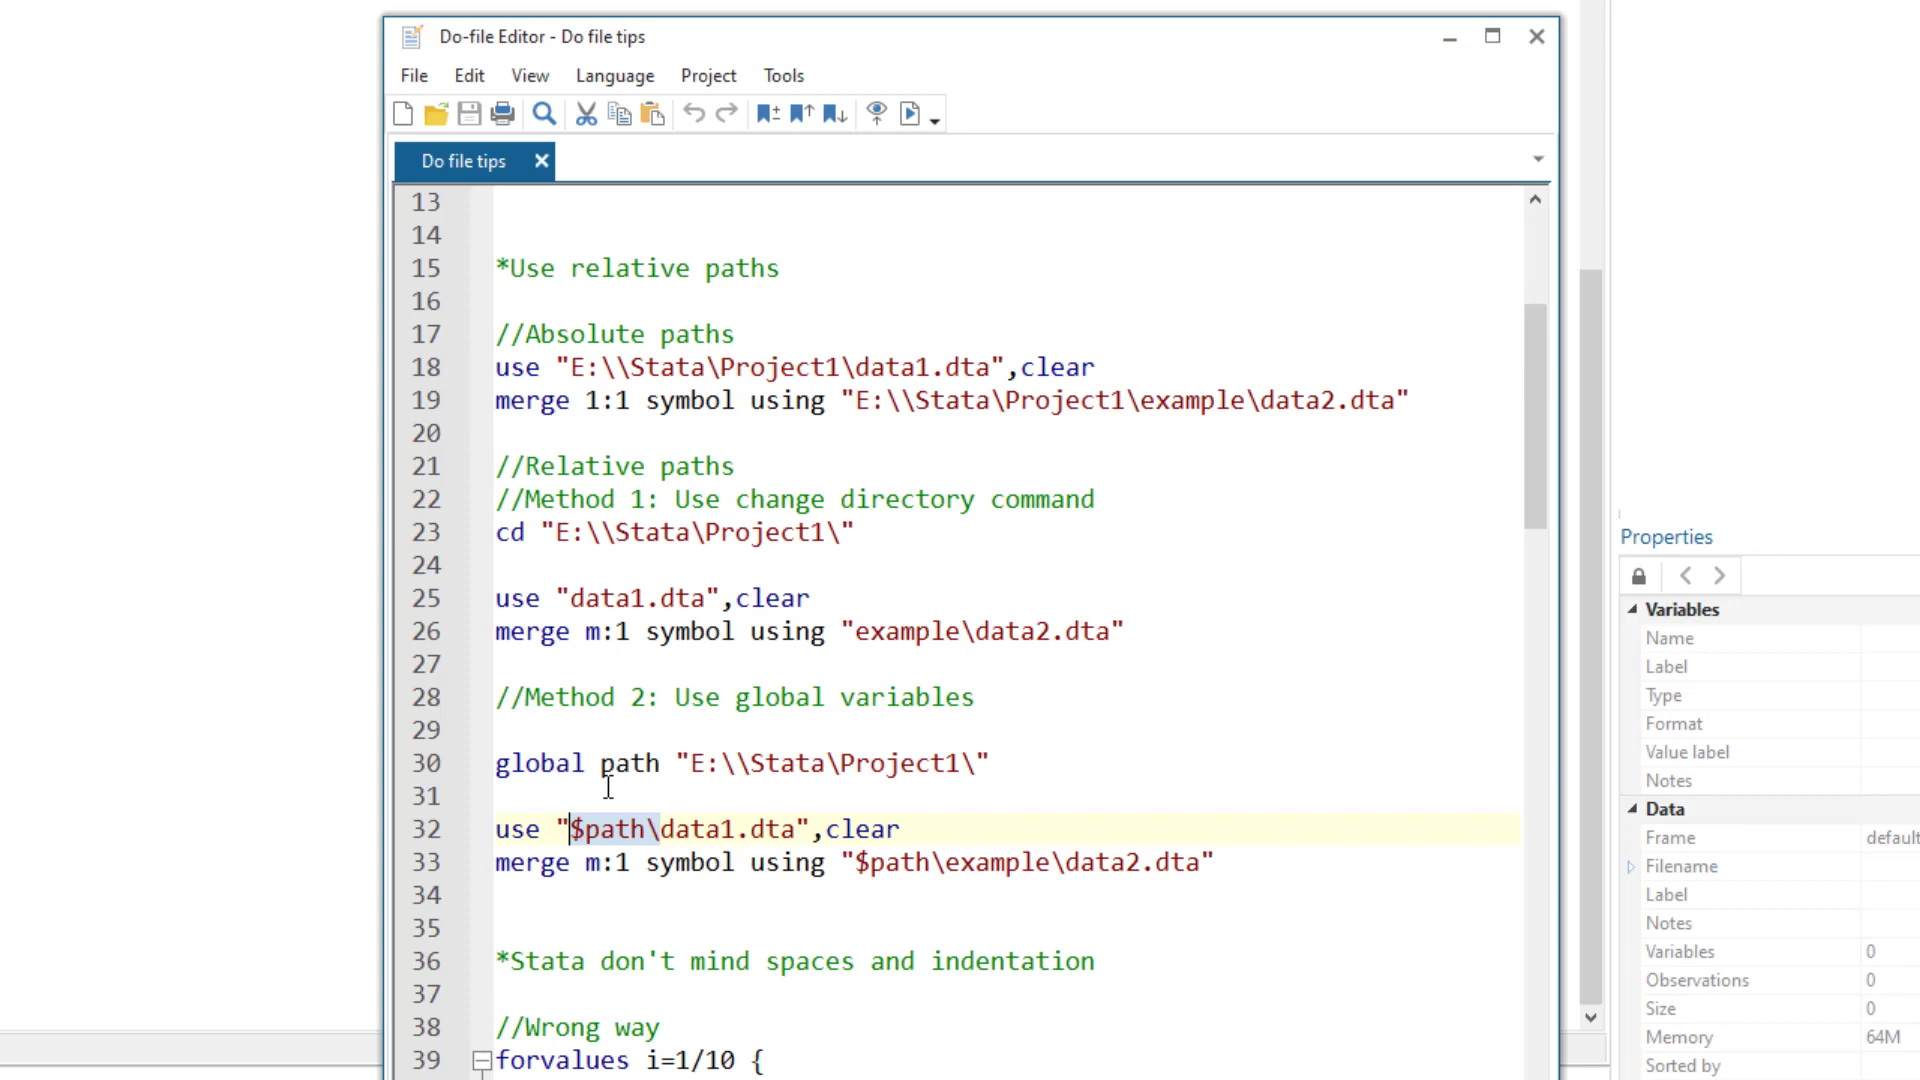 Do-file Editor - Do file tips
File Edit View Language Project Tools
Do file tips
13
14
15 *Use relative paths
16
17 //Absolute paths
18 use "E:\\Stata\Project1\data1.dta",clear
19 merge 1:1 symbol using "E:\\Stata\Project1\example\data2.dta"
20
21 //Relative paths
22 //Method 1: Use change directory command
23 cd "E:\\Stata\Project1\"
24
25 use "data1.dta",clear
26 merge m:1 symbol using "example\data2.dta"
27
28 //Method 2: Use global variables
29
30 global path "E:\\Stata\Project1\"
31
32 use "$path\data1.dta",clear
33 merge m:1 symbol using "$path\example\data2.dta"
34
35
36 *Stata don't mind spaces and indentation
37
38 //Wrong way
39 forvalues i=1/10 {
Properties
Variables
Name
Label
Type
Format
Value label
Notes
Data
Frame default
Filename
Label
Notes
Variables 0
Observations 0
Size 0
Memory 64M
Sorted by